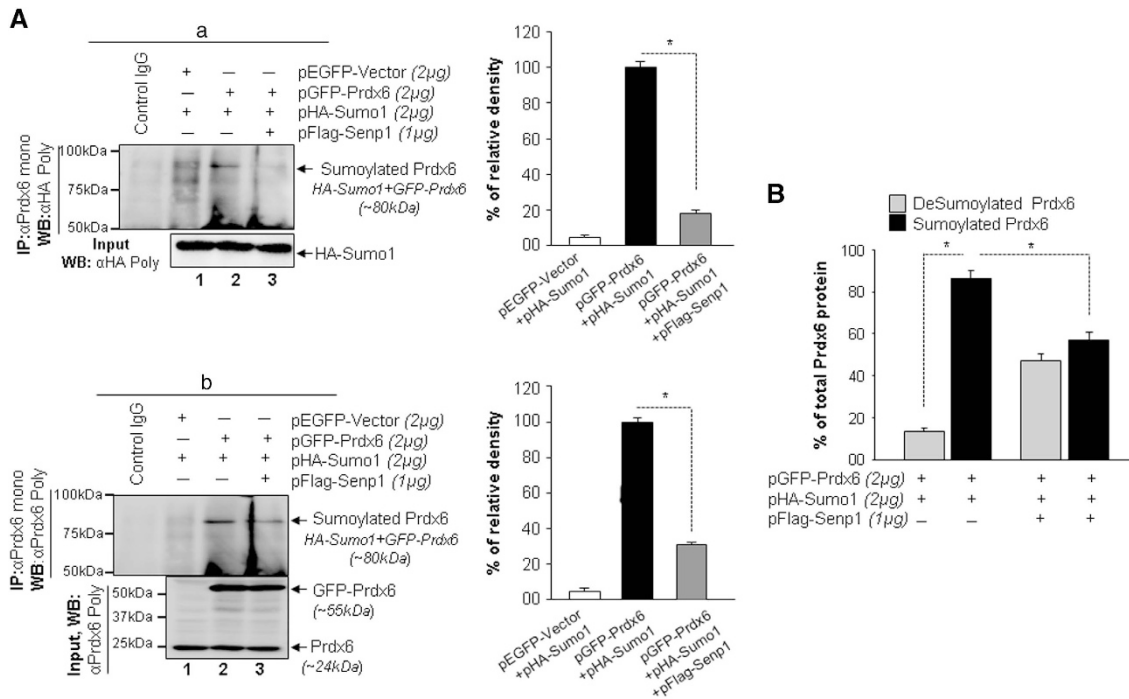 A
a
Control IgG
+ – – pEGFP-Vector (2µg)
– + + pGFP-Prdx6 (2µg)
+ + + pHA-Sumo1 (2µg)
– – + pFlag-Senp1 (1µg)
IP:αPrdx6 mono
WB:αHA Poly
100kDa
75kDa
50kDa
Sumoylated Prdx6
HA-Sumo1+GFP-Prdx6
(~80kDa)
Input
WB: αHA Poly
HA-Sumo1
1 2 3
% of relative density
120
100
80
60
40
20
00
*
pEGFP-Vector
+pHA-Sumo1
pGFP-Prdx6
+pHA-Sumo1
pGFP-Prdx6
+pHA-Sumo1
+pFlag-Senp1
b
Control IgG
+ – – pEGFP-Vector (2µg)
– + + pGFP-Prdx6 (2µg)
+ + + pHA-Sumo1 (2µg)
– – + pFlag-Senp1 (1µg)
IP:αPrdx6 mono
WB:αPrdx6 Poly
100kDa
75kDa
50kDa
Sumoylated Prdx6
HA-Sumo1+GFP-Prdx6
(~80kDa)
Input, WB:
αPrdx6 Poly
50kDa
37kDa
25kDa
GFP-Prdx6
(~55kDa)
Prdx6
(~24kDa)
1 2 3
% of relative density
120
100
80
60
40
20
00
*
pEGFP-Vector
+pHA-Sumo1
pGFP-Prdx6
+pHA-Sumo1
pGFP-Prdx6
+pHA-Sumo1
+pFlag-Senp1
B
DeSumoylated Prdx6
Sumoylated Prdx6
% of total Prdx6 protein
100
80
60
40
20
00
* *
pGFP-Prdx6 (2µg) + + + +
pHA-Sumo1 (2µg) + + + +
pFlag-Senp1 (1µg) – – + +